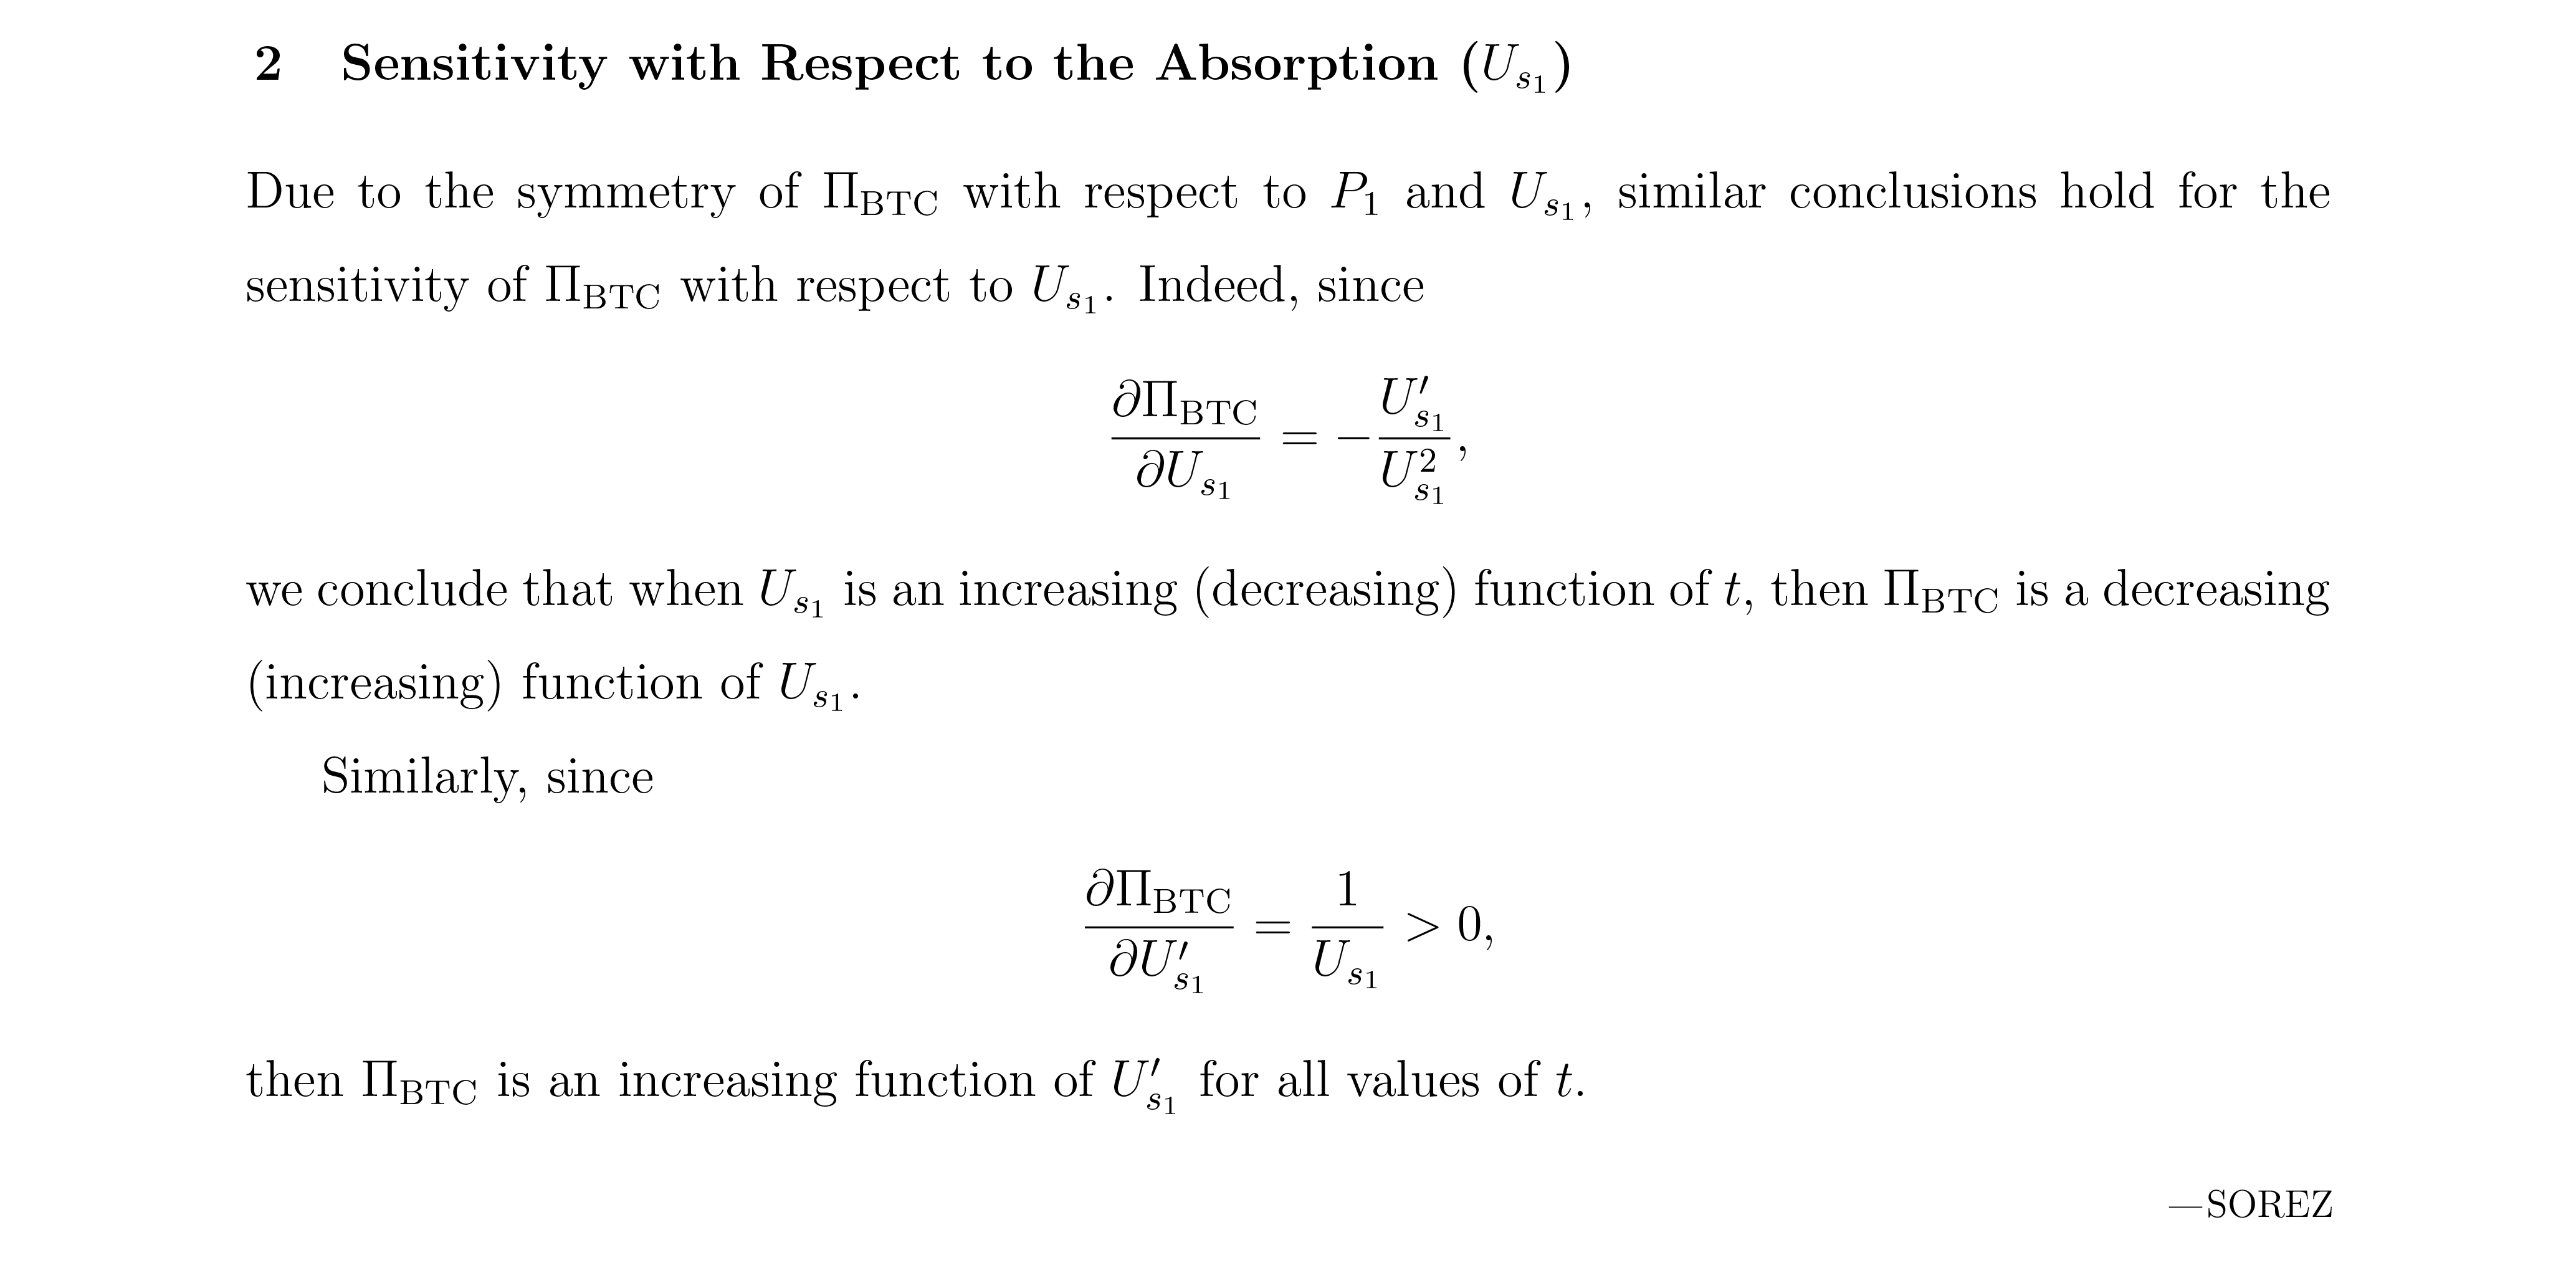 2 Sensitivity with Respect to the Absorption ($U_{s_1}$)
Due to the symmetry of $\Pi_{\mathrm{BTC}}$ with respect to $P_1$ and $U_{s_1}$, similar conclusions hold for the
sensitivity of $\Pi_{\mathrm{BTC}}$ with respect to $U_{s_1}$. Indeed, since
$\frac{\partial \Pi_{\mathrm{BTC}}}{\partial U_{s_1}} = -\frac{U'_{s_1}}{U^2_{s_1}},$
we conclude that when $U_{s_1}$ is an increasing (decreasing) function of $t$, then $\Pi_{\mathrm{BTC}}$ is a decreasing
(increasing) function of $U_{s_1}$.
Similarly, since
$\frac{\partial \Pi_{\mathrm{BTC}}}{\partial U'_{s_1}} = \frac{1}{U_{s_1}} > 0,$
then $\Pi_{\mathrm{BTC}}$ is an increasing function of $U'_{s_1}$ for all values of $t$.
—SOREZ